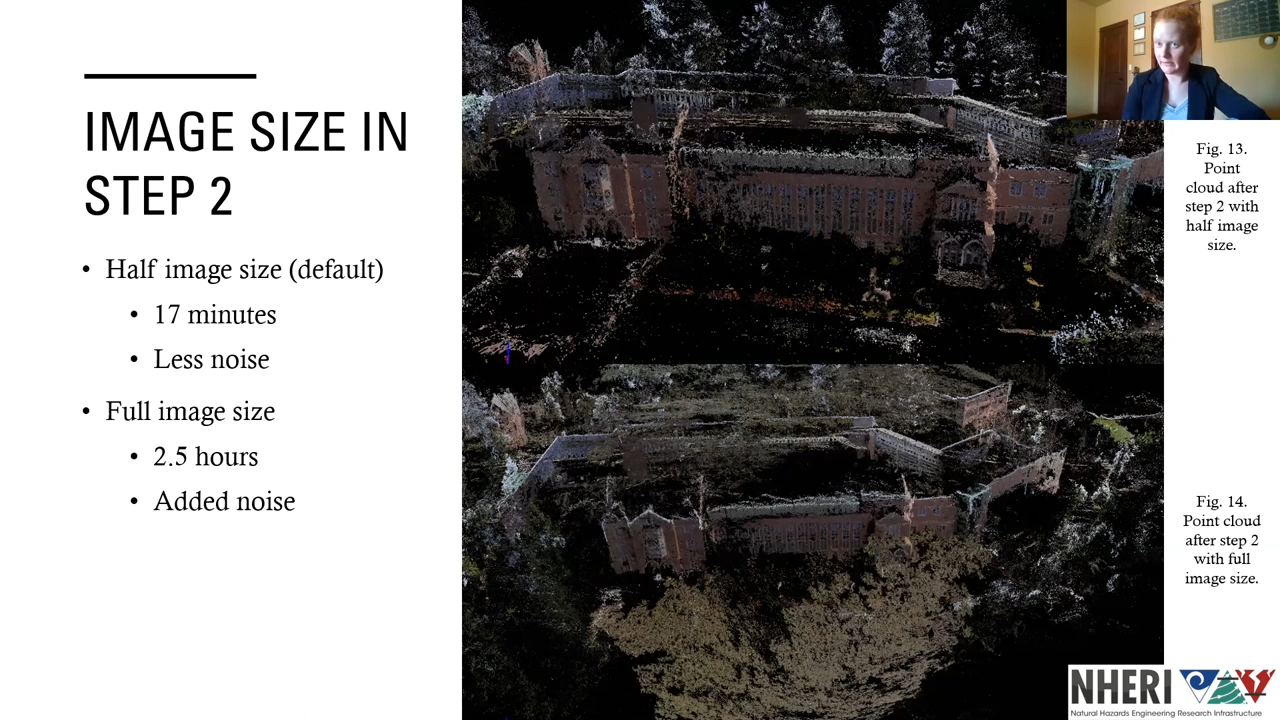 IMAGE SIZE IN
STEP 2
• Half image size (default)
• 17 minutes
• Less noise
• Full image size
• 2.5 hours
• Added noise
Fig. 13.
Point
cloud after
step 2 with
half image
size.
Fig. 14.
Point cloud
after step 2
with full
image size.
NHERI
Natural Hazards Engineering Research Infrastructure